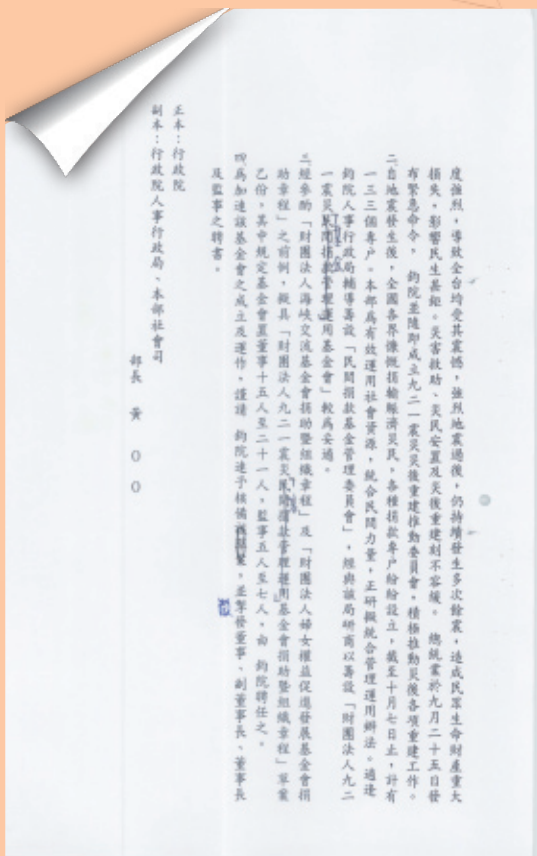 度強烈，導致全台均受其震憾，強烈地震過後，仍持續發生多次餘震，造成民眾生命財產重大
損失，影響民生甚鉅。災害救助、災民安置及災後重建刻不容緩。 總統業於九月二十五日發
布緊急命令， 鈞院並隨即成立九二一震災災後重建推動委員會，積極推動災後各項重建工作。
二自地震發生後，全國各界慷慨捐輸賑濟災民，各種捐款專户紛紛設立，截至十月七日止，計有
一三三個專户。本部為有效運用社會資源，統合民間力量，正研擬統合管理運用辦法。適逢
鈞院人事行政局輔導籌設「民間捐款基金管理委員會」，經與該局研商以籌設「財團法人九二
一震災民間捐款管理運用基金會」較為妥適。
三經參酌「財團法人海峽交流基金會捐助暨組織章程」及「財團法人婦女權益促進發展基金會捐
助章程」之前例，擬具「財團法人九二一震災民間捐款管理運用基金會捐助暨組織章程」草案
乙份，其中規定基金會置董事十五人至二十一人，監事五人至七人，由 鈞院聘任之。
四為加速該基金會之成立及運作，謹請 鈞院速予核備，並掣發董事、副董事長、董事長
及監事之聘書。
正本：行政院
副本：行政院人事行政局、本部社會司
部長 黃 ○ ○